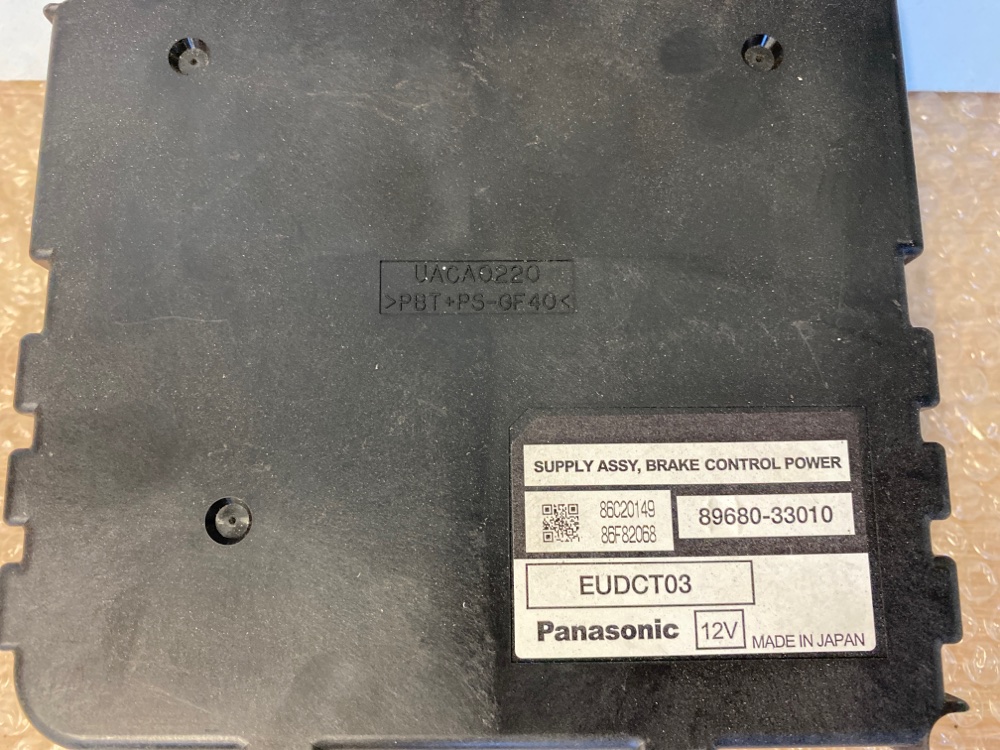 UACA0220
>PBT+PS-GF40<
SUPPLY ASSY, BRAKE CONTROL POWER
86C20149
86F82068
89680-33010
EUDCT03
Panasonic 12V MADE IN JAPAN